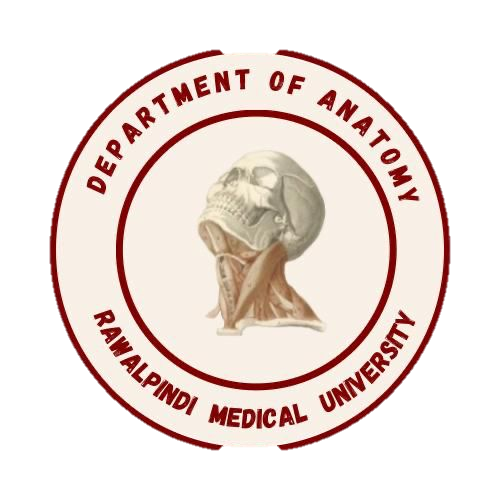 DEPARTMENT OF ANATOMY
RAWALPINDI MEDICAL UNIVERSITY